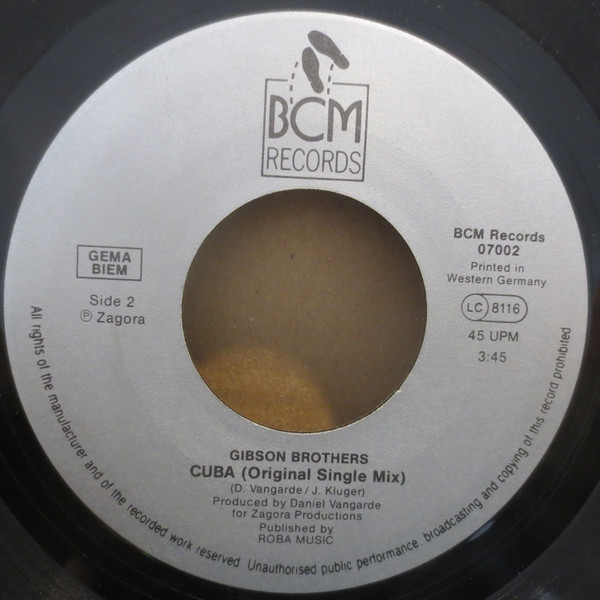 BCM
RECORDS
GEMA
BIEM
Side 2
Ⓟ Zagora
BCM Records
07002
Printed in
Western Germany
LC 8116
45 UPM
3:45
GIBSON BROTHERS
CUBA (Original Single Mix)
(D. Vangarde / J. Kluger)
Produced by Daniel Vangarde
for Zagora Productions
Published by
ROBA MUSIC
All rights of the manufacturer and of the recorded work reserved. Unauthorised public performance, broadcasting and copying of this record prohibited